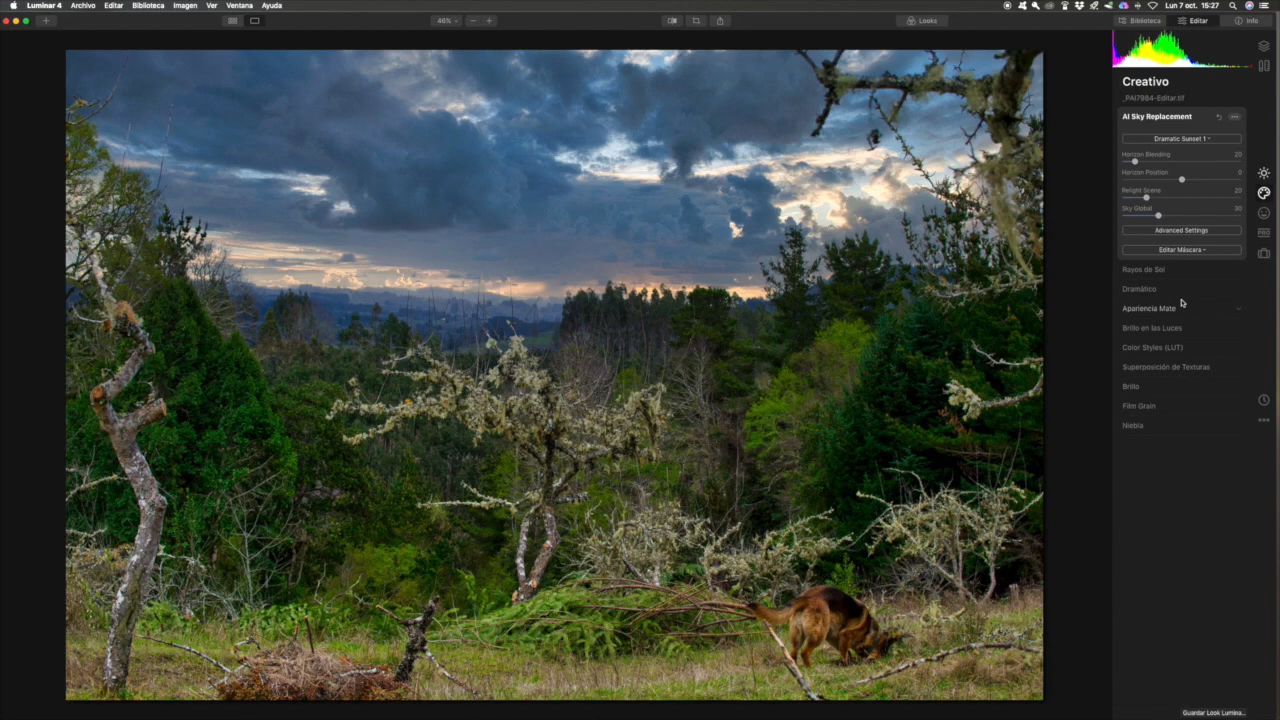 Luminar 4 Archivo Editar Biblioteca Imagen Ver Ventana Ayuda
Lun 7 oct. 15:27
46%
Looks
Biblioteca Editar Info
Creativo
_PAI7984-Editar.tif
AI Sky Replacement
Dramatic Sunset 1
Horizon Blending 20
Horizon Position 0
Relight Scene 20
Sky Global 30
Advanced Settings
Editar Máscara
Rayos de Sol
Dramático
Apariencia Mate
Brillo en las Luces
Color Styles (LUT)
Superposición de Texturas
Brillo
Film Grain
Niebla
PRO
Guardar Look Lumina...